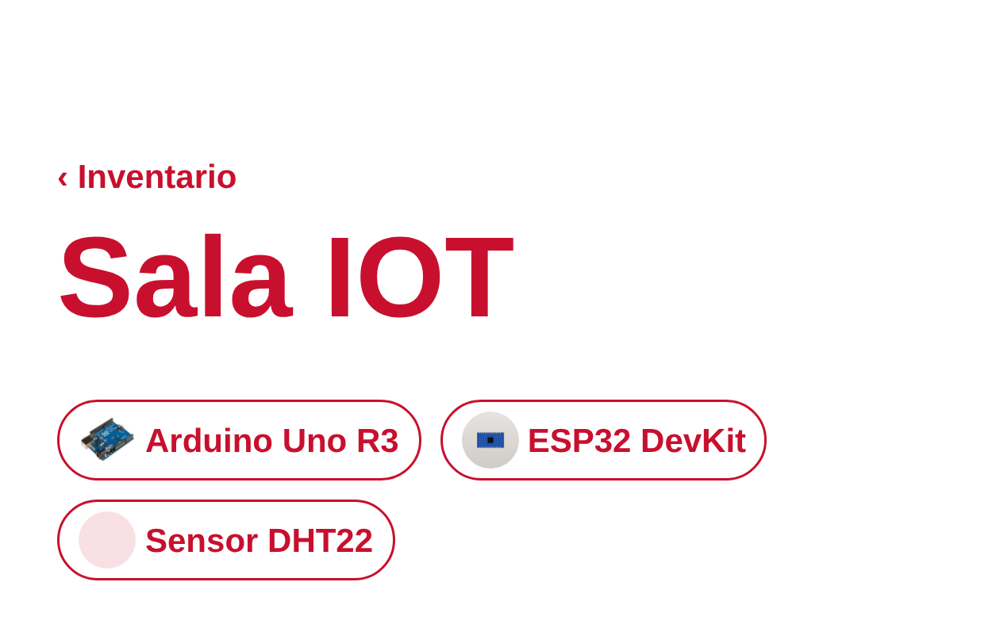 ‹ Inventario
Sala IOT
Arduino Uno R3
ESP32 DevKit
Sensor DHT22